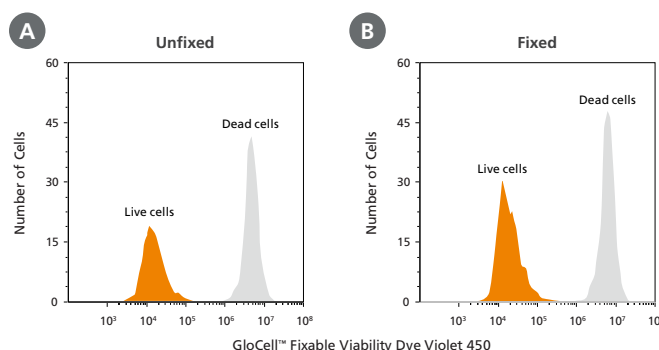 A
Unfixed
Number of Cells
60
45
30
15
0
Live cells
Dead cells
10³ 10⁴ 10⁵ 10⁶ 10⁷ 10⁸
B
Fixed
Number of Cells
60
45
30
15
0
Live cells
Dead cells
10³ 10⁴ 10⁵ 10⁶ 10⁷
GloCell™ Fixable Viability Dye Violet 450